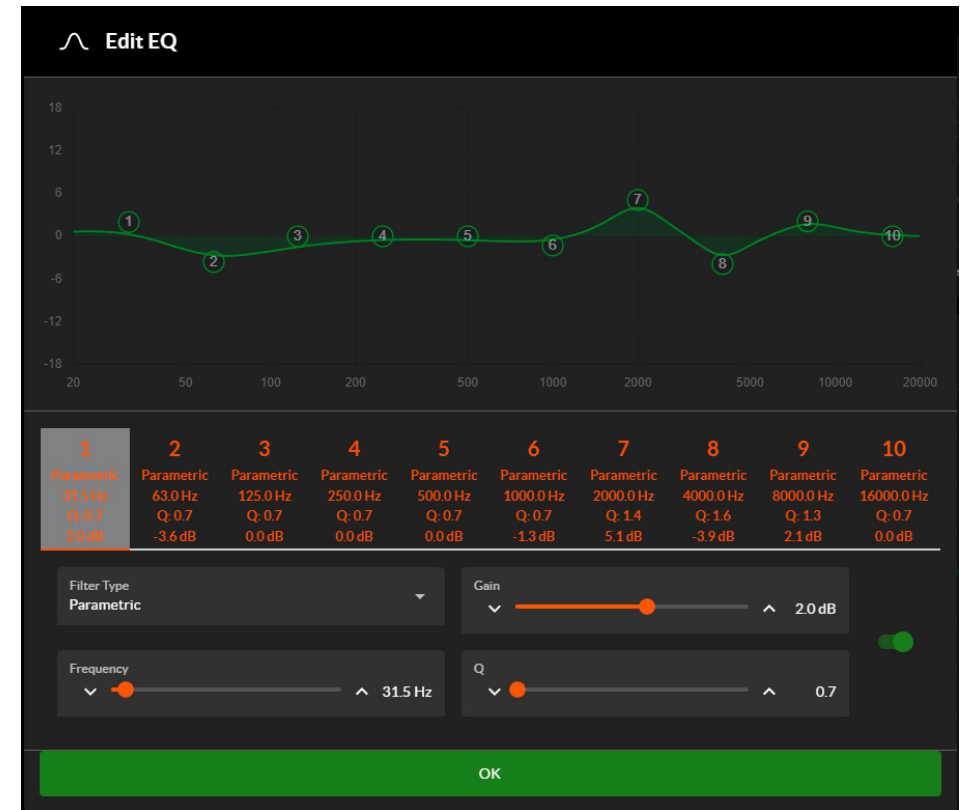 Edit EQ
18
12
6
0
-6
-12
-18
1
2
3
4
5
6
7
8
9
10
20 50 100 200 500 1000 2000 5000 10000 20000
1 2 3 4 5 6 7 8 9 10
Parametric Parametric Parametric Parametric Parametric Parametric Parametric Parametric Parametric Parametric
31.5 Hz 63.0 Hz 125.0 Hz 250.0 Hz 500.0 Hz 1000.0 Hz 2000.0 Hz 4000.0 Hz 8000.0 Hz 16000.0 Hz
Q: 0.7 Q: 0.7 Q: 0.7 Q: 0.7 Q: 0.7 Q: 0.7 Q: 1.4 Q: 1.6 Q: 1.3 Q: 0.7
2.0 dB -3.6 dB 0.0 dB 0.0 dB 0.0 dB -1.3 dB 5.1 dB -3.9 dB 2.1 dB 0.0 dB
Filter Type
Parametric
Gain
2.0 dB
Frequency
31.5 Hz
Q
0.7
OK